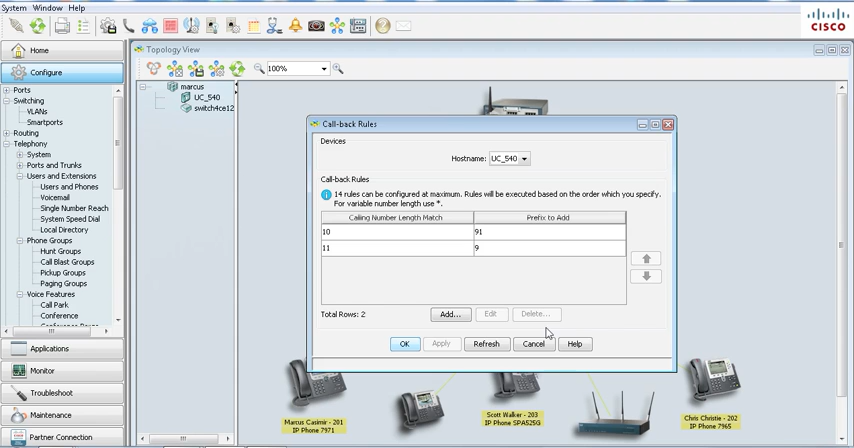 System Window Help
CISCO
Home
Topology View
Configure
100%
Ports
Switching
VLANs
Smartports
Routing
Telephony
System
Ports and Trunks
Users and Extensions
Users and Phones
Voicemail
Single Number Reach
System Speed Dial
Local Directory
Phone Groups
Hunt Groups
Call Blast Groups
Pickup Groups
Paging Groups
Voice Features
Call Park
Conference
Applications
Monitor
Troubleshoot
Maintenance
Partner Connection
marcus
UC_540
switch4ce12
Call-back Rules
Devices
Hostname: UC_540
Call-back Rules
14 rules can be configured at maximum. Rules will be executed based on the order which you specify.
For variable number length use *.
Calling Number Length Match Prefix to Add
10 91
11 9
Total Rows: 2 Add... Edit Delete...
OK Apply Refresh Cancel Help
Marcus Casimir - 201
IP Phone 7971
Scott Walker - 203
IP Phone SPA525G
Chris Christie - 202
IP Phone 7965